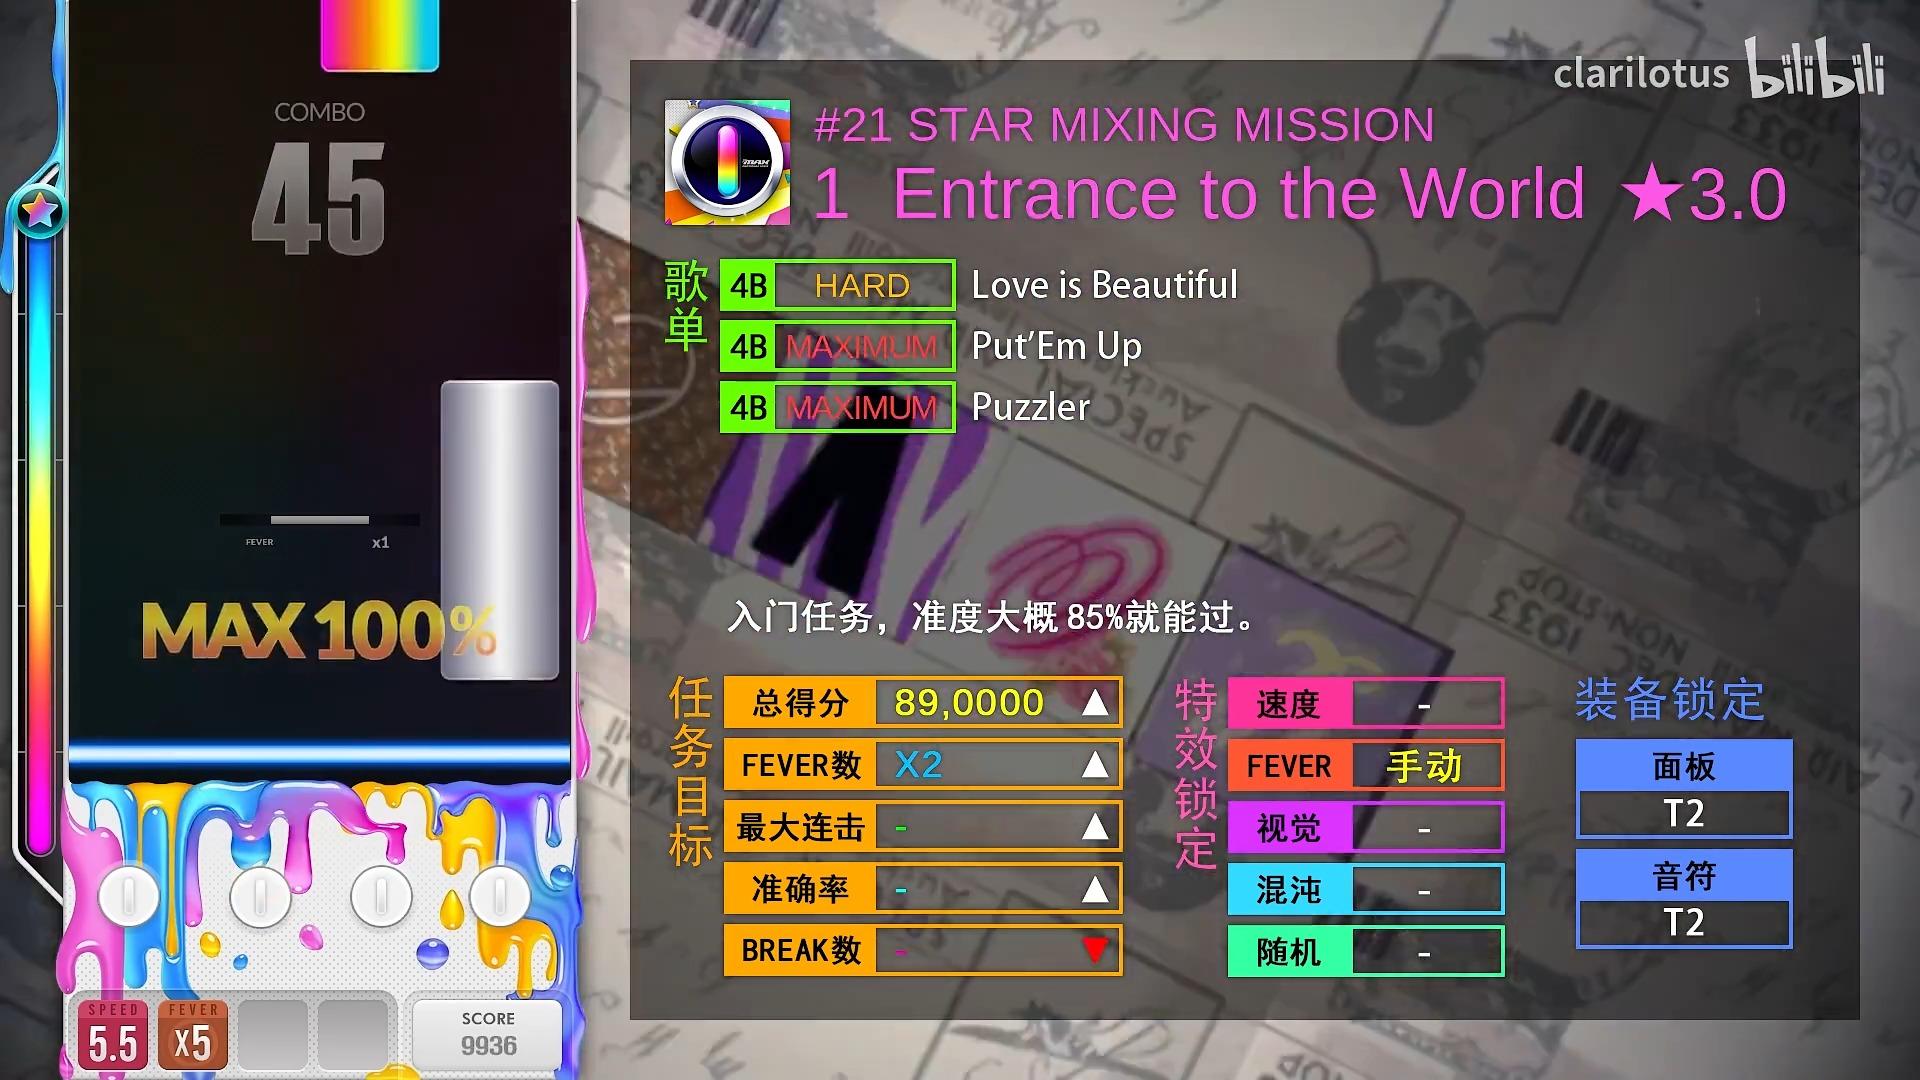 COMBO
45
FEVER
x1
MAX 100%
SPEED
5.5
FEVER
X5
SCORE
9936
clarilotus bilibili
#21 STAR MIXING MISSION
1 Entrance to the World ★3.0
歌单
4B HARD Love is Beautiful
4B MAXIMUM Put'Em Up
4B MAXIMUM Puzzler
入门任务，准度大概 85%就能过。
任务目标
总得分 89,0000 ▲
FEVER数 X2 ▲
最大连击 - ▲
准确率 - ▲
BREAK数 - ▼
特效锁定
速度 -
FEVER 手动
视觉 -
混沌 -
随机 -
装备锁定
面板
T2
音符
T2